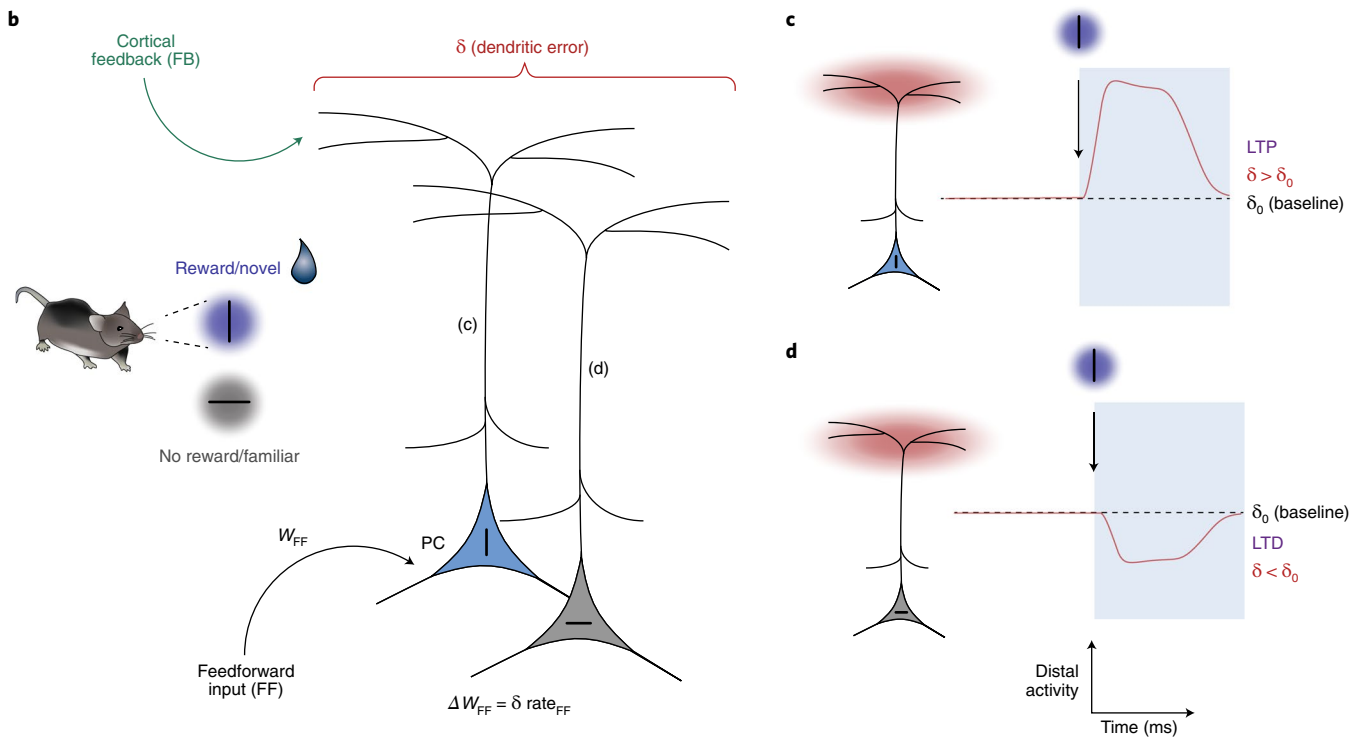 b
Cortical
feedback (FB)
δ (dendritic error)
Reward/novel
(c)
(d)
No reward/familiar
W_FF
PC
Feedforward
input (FF)
ΔW_FF = δ rate_FF
c
LTP
δ > δ₀
δ₀ (baseline)
d
δ₀ (baseline)
LTD
δ < δ₀
Distal
activity
Time (ms)